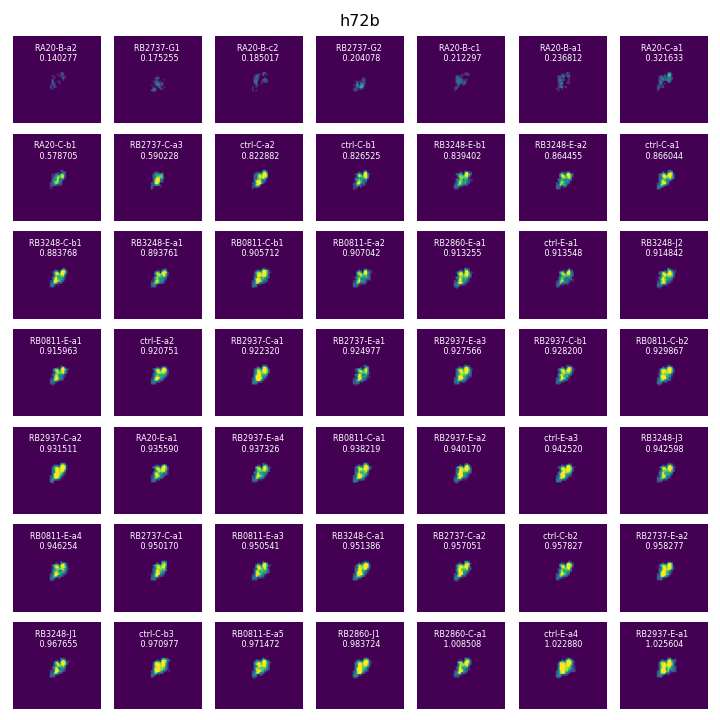 h72b
RA20-B-a2
0.140277
RB2737-G1
0.175255
RA20-B-c2
0.185017
RB2737-G2
0.204078
RA20-B-c1
0.212297
RA20-B-a1
0.236812
RA20-C-a1
0.321633
RA20-C-b1
0.578705
RB2737-C-a3
0.590228
ctrl-C-a2
0.822882
ctrl-C-b1
0.826525
RB3248-E-b1
0.839402
RB3248-E-a2
0.864455
ctrl-C-a1
0.866044
RB3248-C-b1
0.883768
RB3248-E-a1
0.893761
RB0811-C-b1
0.905712
RB0811-E-a2
0.907042
RB2860-E-a1
0.913255
ctrl-E-a1
0.913548
RB3248-J2
0.914842
RB0811-E-a1
0.915963
ctrl-E-a2
0.920751
RB2937-C-a1
0.922320
RB2737-E-a1
0.924977
RB2937-E-a3
0.927566
RB2937-C-b1
0.928200
RB0811-C-b2
0.929867
RB2937-C-a2
0.931511
RA20-E-a1
0.935590
RB2937-E-a4
0.937326
RB0811-C-a1
0.938219
RB2937-E-a2
0.940170
ctrl-E-a3
0.942520
RB3248-J3
0.942598
RB0811-E-a4
0.946254
RB2737-C-a1
0.950170
RB0811-E-a3
0.950541
RB3248-C-a1
0.951386
RB2737-C-a2
0.957051
ctrl-C-b2
0.957827
RB2737-E-a2
0.958277
RB3248-J1
0.967655
ctrl-C-b3
0.970977
RB0811-E-a5
0.971472
RB2860-J1
0.983724
RB2860-C-a1
1.008508
ctrl-E-a4
1.022880
RB2937-E-a1
1.025604